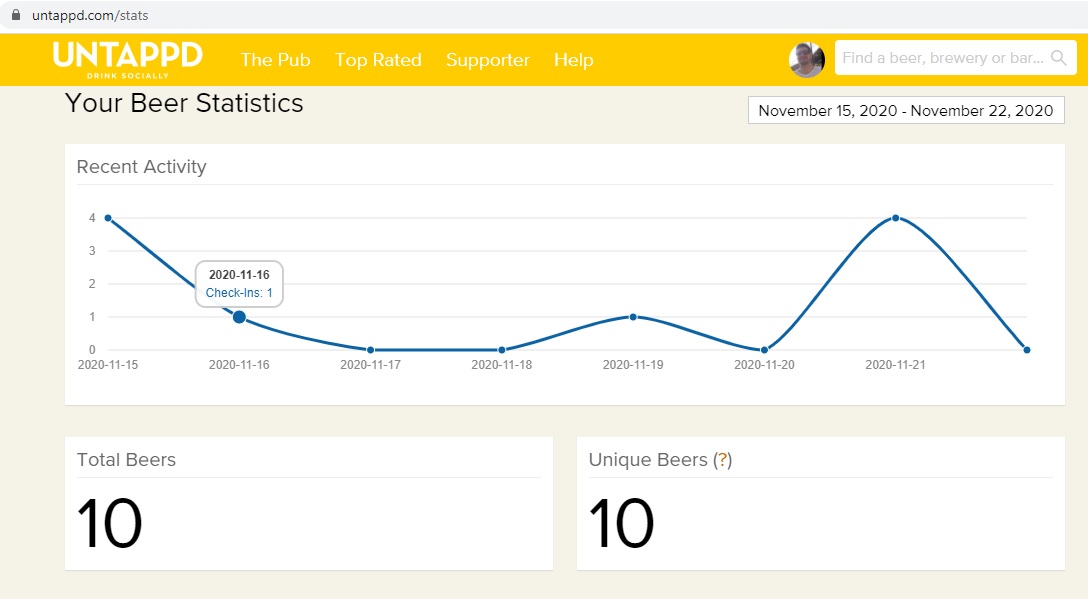 untappd.com/stats
UNTAPPD
DRINK SOCIALLY
The Pub Top Rated Supporter Help
Find a beer, brewery or bar...
Your Beer Statistics
November 15, 2020 - November 22, 2020
Recent Activity
4
3
2
1
0
2020-11-16
Check-Ins: 1
2020-11-15 2020-11-16 2020-11-17 2020-11-18 2020-11-19 2020-11-20 2020-11-21
Total Beers
10
Unique Beers (?)
10